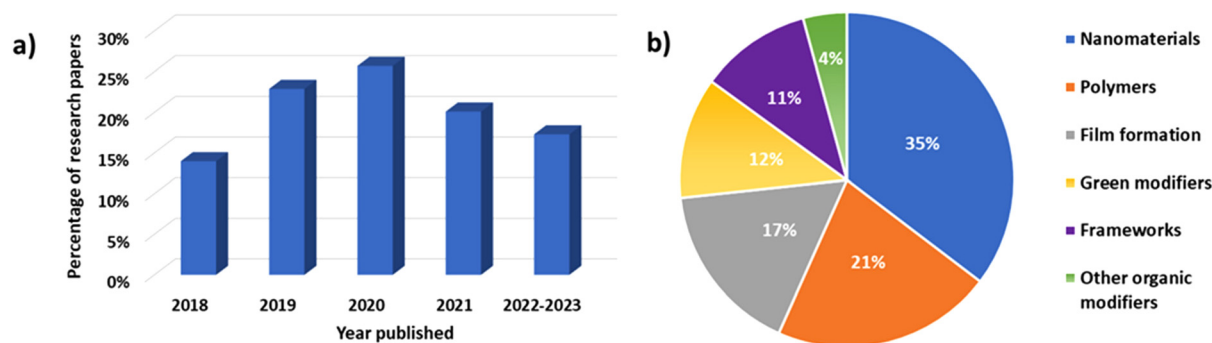 a)
Percentage of research papers
30%
25%
20%
15%
10%
5%
0%
2018 2019 2020 2021 2022-2023
Year published
b)
4%
11%
35%
12%
17%
21%
Nanomaterials
Polymers
Film formation
Green modifiers
Frameworks
Other organic
modifiers